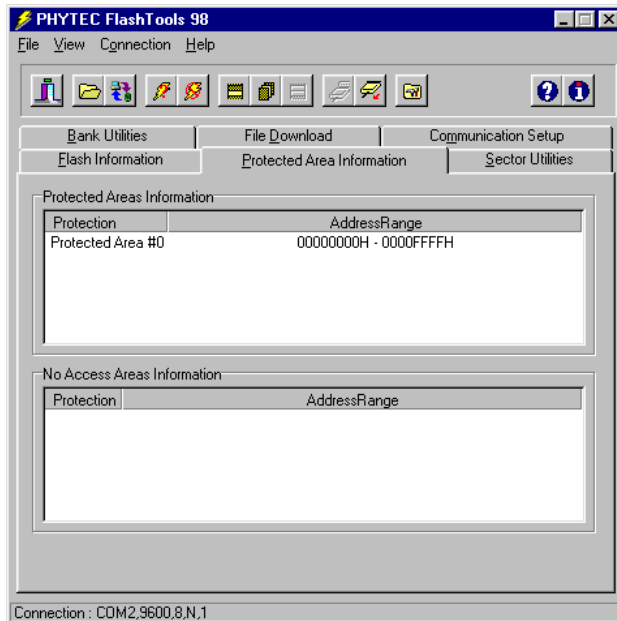 PHYTEC FlashTools 98
File View Connection Help
Bank Utilities File Download Communication Setup
Flash Information Protected Area Information Sector Utilities
Protected Areas Information
Protection AddressRange
Protected Area #0 00000000H - 0000FFFFH
No Access Areas Information
Protection AddressRange
Connection : COM2,9600,8,N,1